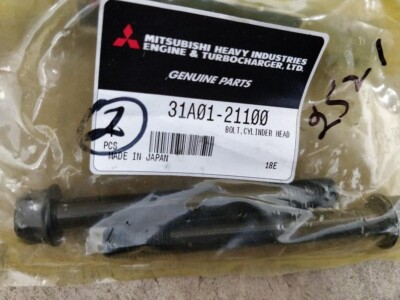 MITSUBISHI HEAVY INDUSTRIES
ENGINE & TURBOCHARGER, LTD.
GENUINE PARTS
31A01-21100
BOLT,CYLINDER HEAD
2
PCS
MADE IN JAPAN
18E